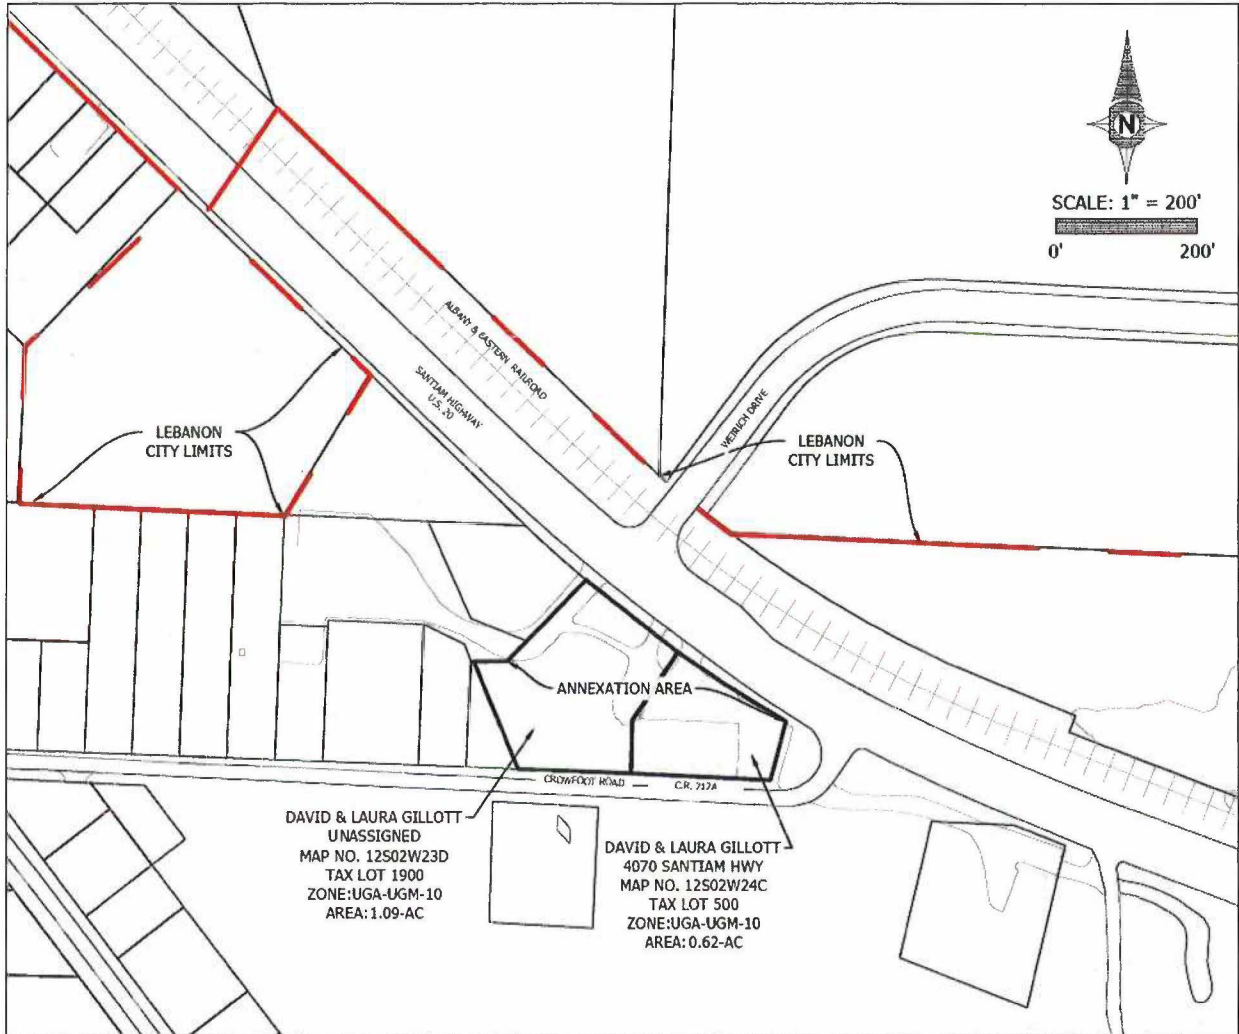 N
SCALE: 1" = 200'
0' 200'
ALBANY & EASTERN RAILROAD
SANTIAM HIGHWAY
U.S. 20
WEIRICH DRIVE
LEBANON
CITY LIMITS
LEBANON
CITY LIMITS
ANNEXATION AREA
CROWFOOT ROAD
C.R. 717A
DAVID & LAURA GILLOTT
UNASSIGNED
MAP NO. 12S02W23D
TAX LOT 1900
ZONE:UGA-UGM-10
AREA:1.09-AC
DAVID & LAURA GILLOTT
4070 SANTIAM HWY
MAP NO. 12S02W24C
TAX LOT 500
ZONE:UGA-UGM-10
AREA:0.62-AC